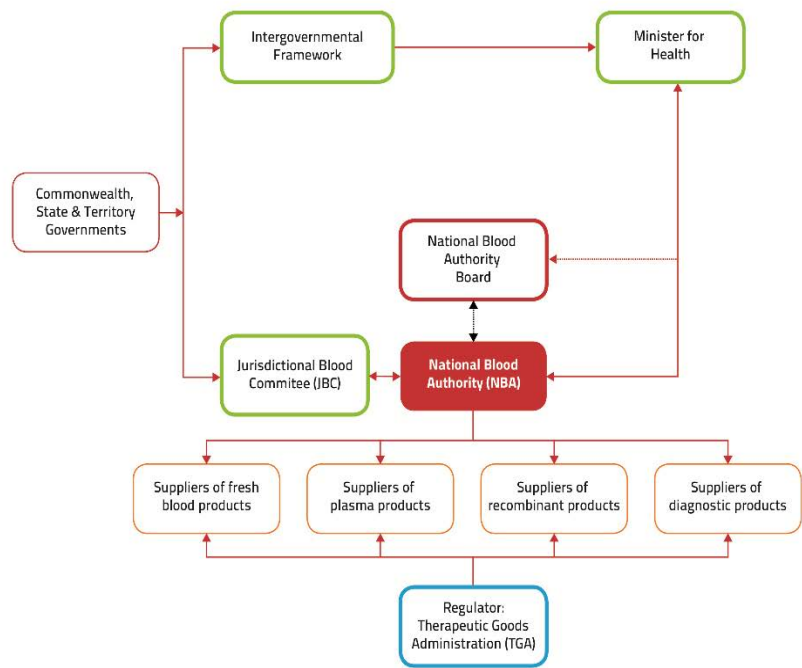 Intergovernmental
Framework
Minister for
Health
Commonwealth,
State & Territory
Governments
National Blood
Authority
Board
Jurisdictional Blood
Commitee (JBC)
National Blood
Authority (NBA)
Suppliers of fresh
blood products
Suppliers of
plasma products
Suppliers of
recombinant products
Suppliers of
diagnostic products
Regulator:
Therapeutic Goods
Administration (TGA)